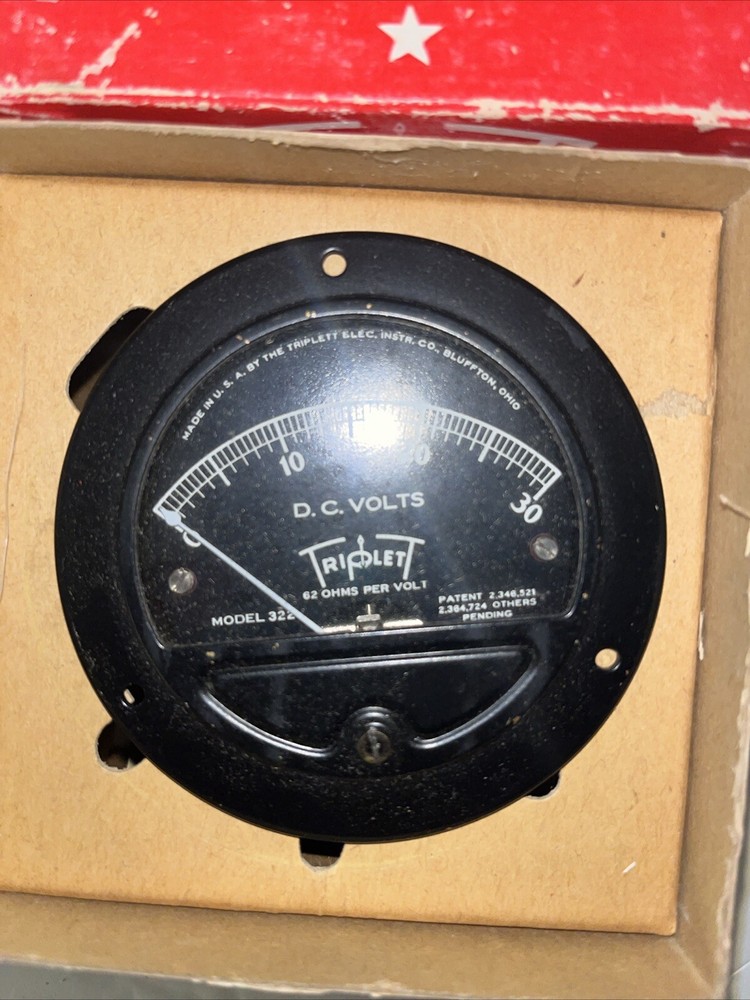 MADE IN U. S. A. BY THE TRIPLETT ELEC. INSTR. CO., BLUFFTON, OHIO
0 10 30
D. C. VOLTS
TRIPLETT
62 OHMS PER VOLT
MODEL 322
PATENT 2,346,521
2,364,724 OTHERS
PENDING